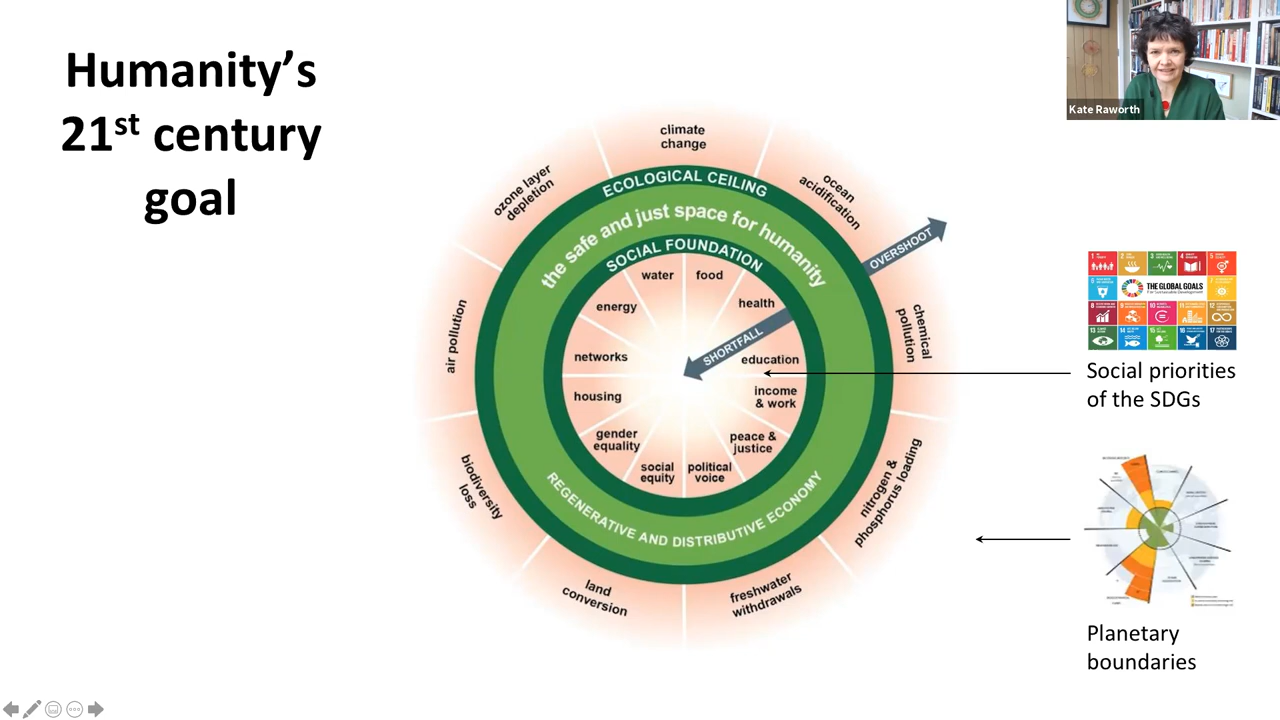 Humanity's
21st century
goal
Kate Raworth
climate
change
ocean
acidification
chemical
pollution
nitrogen &
phosphorus loading
freshwater
withdrawals
land
conversion
biodiversity
loss
air pollution
ozone layer
depletion
ECOLOGICAL CEILING
the safe and just space for humanity
SOCIAL FOUNDATION
OVERSHOOT
SHORTFALL
water
food
health
education
income
& work
peace &
justice
political
voice
social
equity
gender
equality
housing
networks
energy
REGENERATIVE AND DISTRIBUTIVE ECONOMY
THE GLOBAL GOALS
Social priorities
of the SDGs
Planetary
boundaries